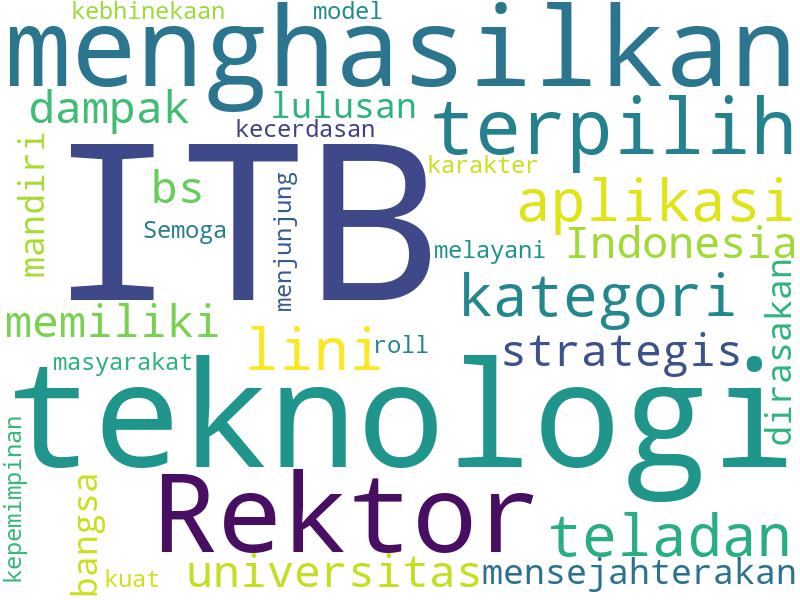 kebhinekaan
model
menghasilkan
dampak
lulusan
terpilih
kecerdasan
mandiri
ITB
karakter
bs
menjunjung
aplikasi
Semoga
melayani
Indonesia
kategori
dirasakan
memiliki
lini
roll
strategis
masyarakat
teknologi
kepemimpinan
bangsa
Rektor
teladan
kuat
universitas
mensejahterakan